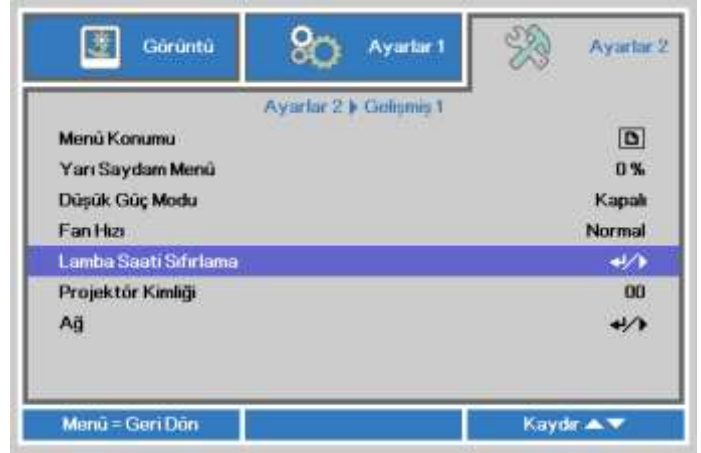 Görüntü
Ayarlar 1
Ayarlar 2
Ayarlar 2 Gelişmiş 1
Menü Konumu
Yarı Saydam Menü 0 %
Düşük Güç Modu Kapalı
Fan Hızı Normal
Lamba Saati Sıfırlama
Projektör Kimliği 00
Ağ
Menü = Geri Dön
Kaydır